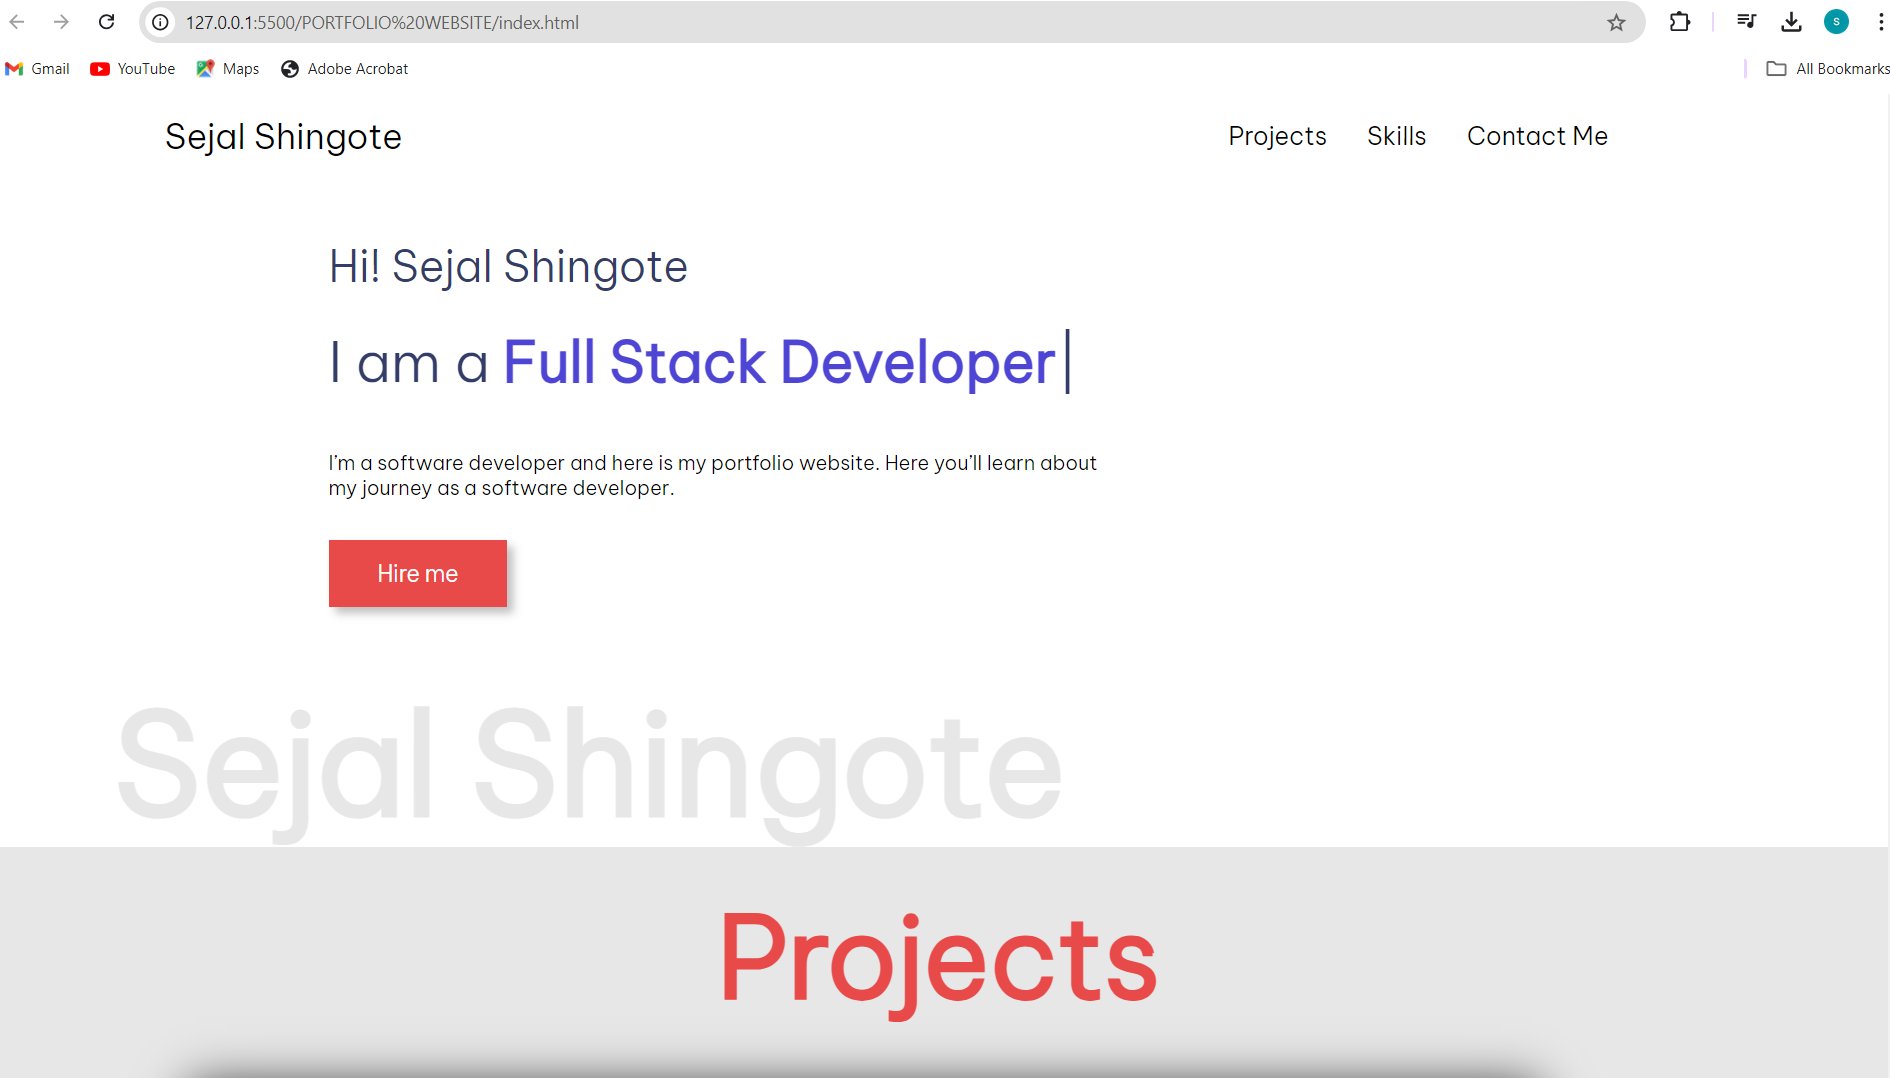 127.0.0.1:5500/PORTFOLIO%20WEBSITE/index.html
S
Gmail YouTube Maps Adobe Acrobat All Bookmarks
Sejal Shingote Projects Skills Contact Me
Hi! Sejal Shingote
I am a Full Stack Developer
I'm a software developer and here is my portfolio website. Here you'll learn about
my journey as a software developer.
Hire me
Sejal Shingote
Projects